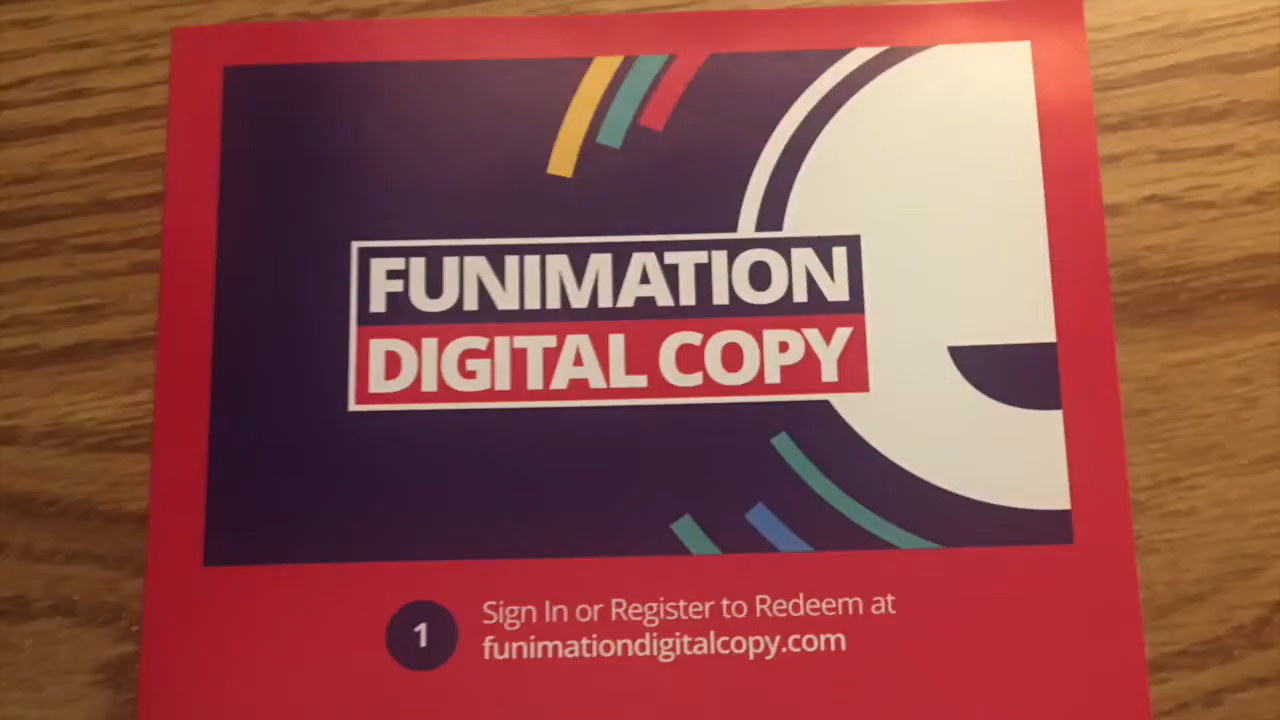 FUNIMATION
DIGITAL COPY
1
Sign In or Register to Redeem at
funimationdigitalcopy.com